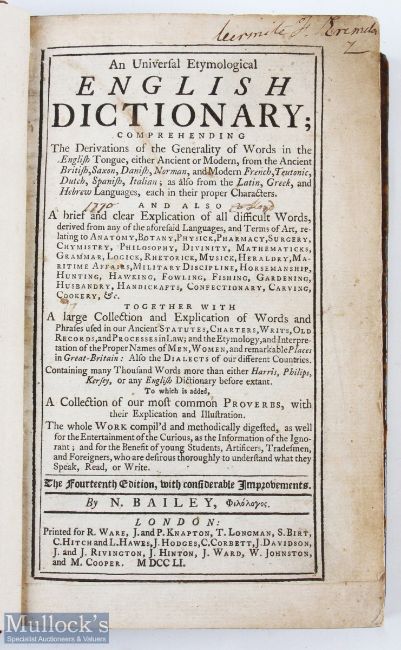 An Universal Etymological
ENGLISH
DICTIONARY;
COMPREHENDING
The Derivations of the Generality of Words in the
English Tongue, either Ancient or Modern, from the Ancient
British, Saxon, Danish, Norman, and Modern French, Teutonic,
Dutch, Spanish, Italian; as also from the Latin, Greek, and
Hebrew Languages, each in their proper Characters.
AND ALSO
1770
A brief and clear Explication of all difficult Words,
derived from any of the aforesaid Languages, and Terms of Art, re-
lating to ANATOMY, BOTANY, PHYSICK, PHARMACY, SURGERY,
CHYMISTRY, PHILOSOPHY, DIVINITY, MATHEMATICKS,
GRAMMAR, LOGICK, RHETORICK, MUSICK, HERALDRY, MA-
RITIME AFFAIRS, MILITARY DISCIPLINE, HORSEMANSHIP,
HUNTING, HAWKING, FOWLING, FISHING, GARDENING,
HUSBANDRY, HANDICRAFTS, CONFECTIONARY, CARVING,
COOKERY, &c.
TOGETHER WITH
A large Collection and Explication of Words and
Phrases used in our Ancient STATUTES, CHARTERS, WRITS, OLD
RECORDS, and PROCESSES in Law; and the Etymology, and Interpre-
tation of the Proper Names of MEN, WOMEN, and remarkable Places
in Great-Britain: Also the DIALECTS of our different Countries.
Containing many Thousand Words more than either Harris, Philips,
Kersey, or any English Dictionary before extant.
To which is added,
A Collection of our most common PROVERBS, with
their Explication and Illustration.
The whole WORK compil'd and methodically digested, as well
for the Entertainment of the Curious, as the Information of the Igno-
rant; and for the Benefit of young Students, Artificers, Tradesmen,
and Foreigners, who are desirous thoroughly to understand what they
Speak, Read, or Write.
The Fourteenth Edition, with considerable Improvements.
By N. BAILEY, Φιλόλογος.
LONDON:
Printed for R. WARE, J. and P. KNAPTON, T. LONGMAN, S. BIRT,
C. HITCH and L. HAWES, J. HODGES, C. CORBETT, J. DAVIDSON,
J. and J. RIVINGTON, J. HINTON, J. WARD, W. JOHNSTON,
and M. COOPER. M DCC LI.
Mullock's
Specialist Auctioneers & Valuers